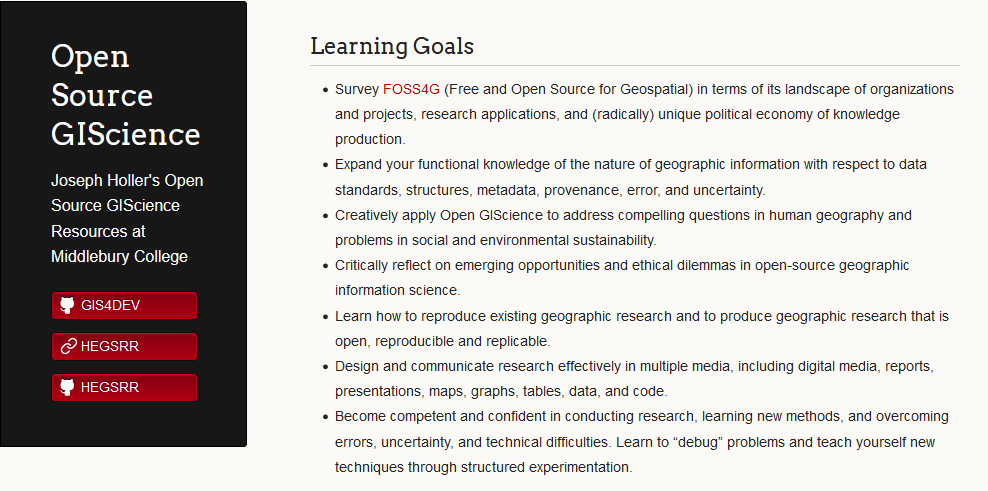 Open
Source
GIScience
Joseph Holler's Open
Source GIScience
Resources at
Middlebury College
GIS4DEV
HEGSRR
HEGSRR
Learning Goals
• Survey FOSS4G (Free and Open Source for Geospatial) in terms of its landscape of organizations
and projects, research applications, and (radically) unique political economy of knowledge
production.
• Expand your functional knowledge of the nature of geographic information with respect to data
standards, structures, metadata, provenance, error, and uncertainty.
• Creatively apply Open GIScience to address compelling questions in human geography and
problems in social and environmental sustainability.
• Critically reflect on emerging opportunities and ethical dilemmas in open-source geographic
information science.
• Learn how to reproduce existing geographic research and to produce geographic research that is
open, reproducible and replicable.
• Design and communicate research effectively in multiple media, including digital media, reports,
presentations, maps, graphs, tables, data, and code.
• Become competent and confident in conducting research, learning new methods, and overcoming
errors, uncertainty, and technical difficulties. Learn to “debug” problems and teach yourself new
techniques through structured experimentation.